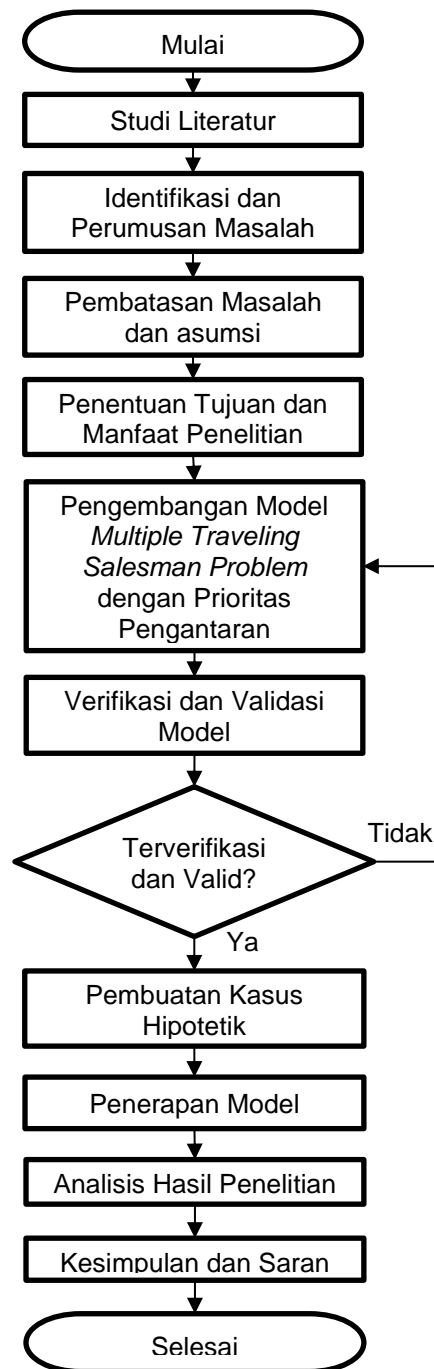 Mulai
Studi Literatur
Identifikasi dan
Perumusan Masalah
Pembatasan Masalah
dan asumsi
Penentuan Tujuan dan
Manfaat Penelitian
Pengembangan Model
Multiple Traveling
Salesman Problem
dengan Prioritas
Pengantaran
Verifikasi dan Validasi
Model
Terverifikasi
dan Valid?
Tidak
Ya
Pembuatan Kasus
Hipotetik
Penerapan Model
Analisis Hasil Penelitian
Kesimpulan dan Saran
Selesai